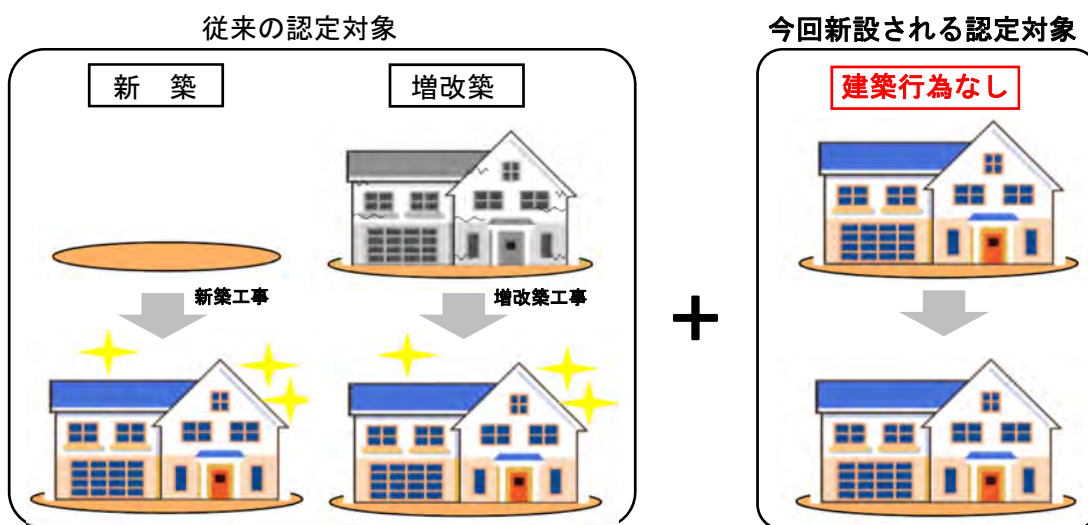 従来の認定対象
新 築
増改築
新築工事
増改築工事
+
今回新設される認定対象
建築行為なし